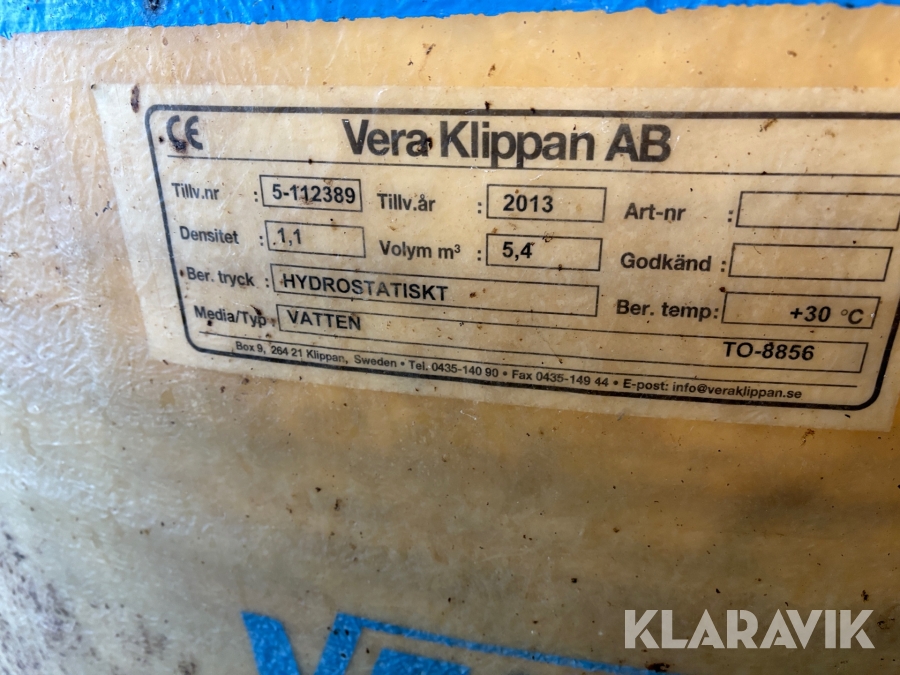 CE Vera Klippan AB
Tillv.nr : 5-112389 Tillv.år : 2013 Art-nr :
Densitet : 1,1 Volym m³ : 5,4 Godkänd :
Ber. tryck : HYDROSTATISKT Ber. temp: +30 °C
Media/Typ : VATTEN TO-8856
Box 9, 264 21 Klippan, Sweden • Tel. 0435-140 90 • Fax 0435-149 44 • E-post: info@veraklippan.se
KLARAVIK